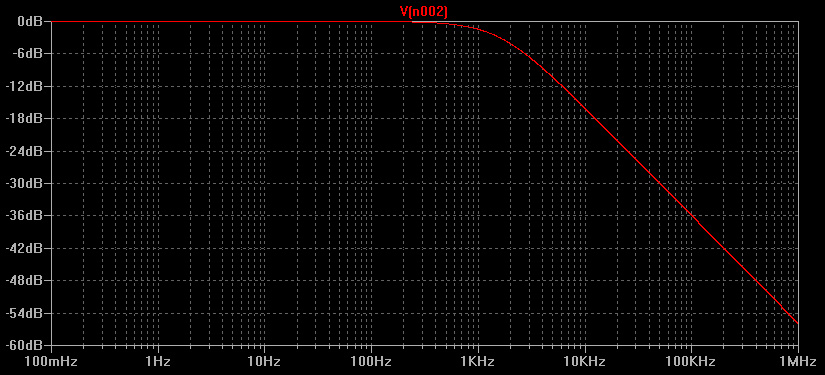 V(n002)
0dB
-6dB
-12dB
-18dB
-24dB
-30dB
-36dB
-42dB
-48dB
-54dB
-60dB
100mHz 1Hz 10Hz 100Hz 1KHz 10KHz 100KHz 1MHz